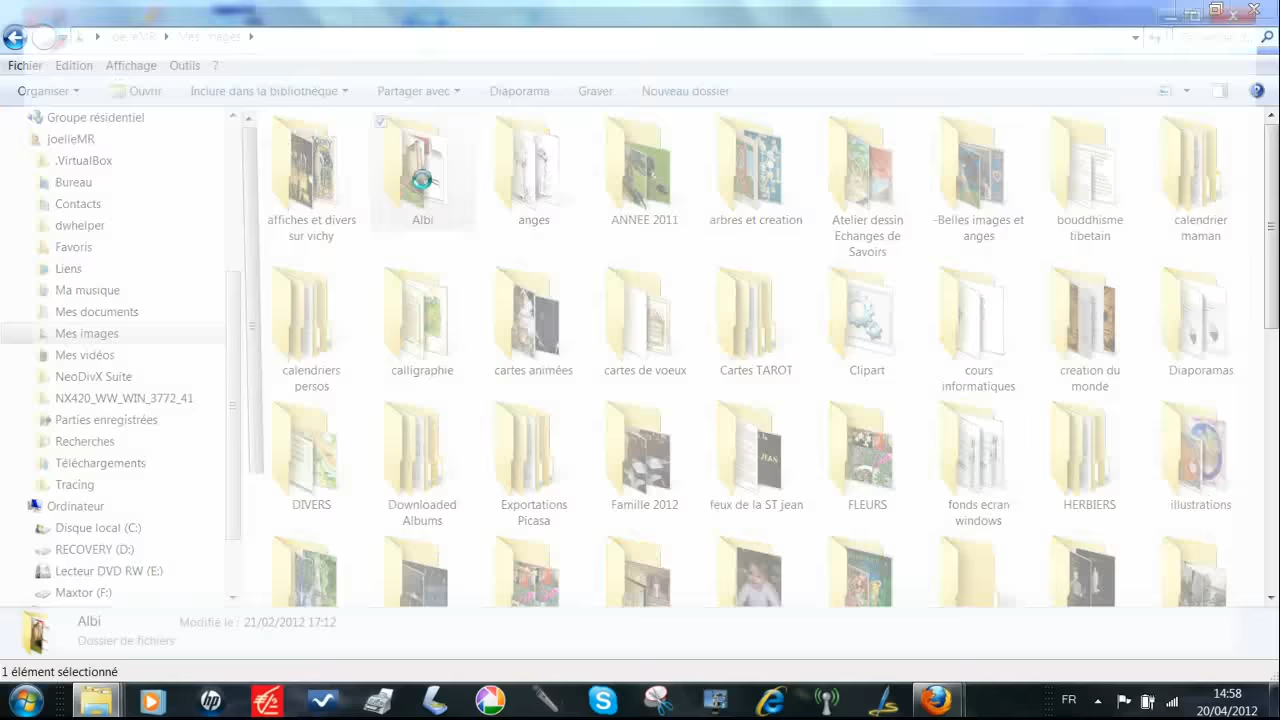 joelleMR Mes images
Fichier Edition Affichage Outils ?
Organiser Ouvrir Inclure dans la bibliothèque Partager avec Diaporama Graver Nouveau dossier
Groupe résidentiel
joelleMR
.VirtualBox
Bureau
Contacts
dwhelper
Favoris
Liens
Ma musique
Mes documents
Mes images
Mes vidéos
NeoDivX Suite
NX420_WW_WIN_3772_41
Parties enregistrées
Recherches
Téléchargements
Tracing
Ordinateur
Disque local (C:)
RECOVERY (D:)
Lecteur DVD RW (E:)
Maxtor (F:)
affiches et divers
sur vichy
Albi
anges
ANNEE 2011
arbres et creation
Atelier dessin
Echanges de
Savoirs
-Belles images et
anges
bouddhisme
tibetain
calendrier
maman
calendriers
persos
calligraphie
cartes animées
cartes de voeux
Cartes TAROT
Clipart
cours
informatiques
creation du
monde
Diaporamas
DIVERS
Downloaded
Albums
Exportations
Picasa
Famille 2012
JEAN
feux de la ST jean
FLEURS
fonds ecran
windows
HERBIERS
illustrations
Albi Modifié le : 21/02/2012 17:12
Dossier de fichiers
1 élément sélectionné
FR
14:58
20/04/2012